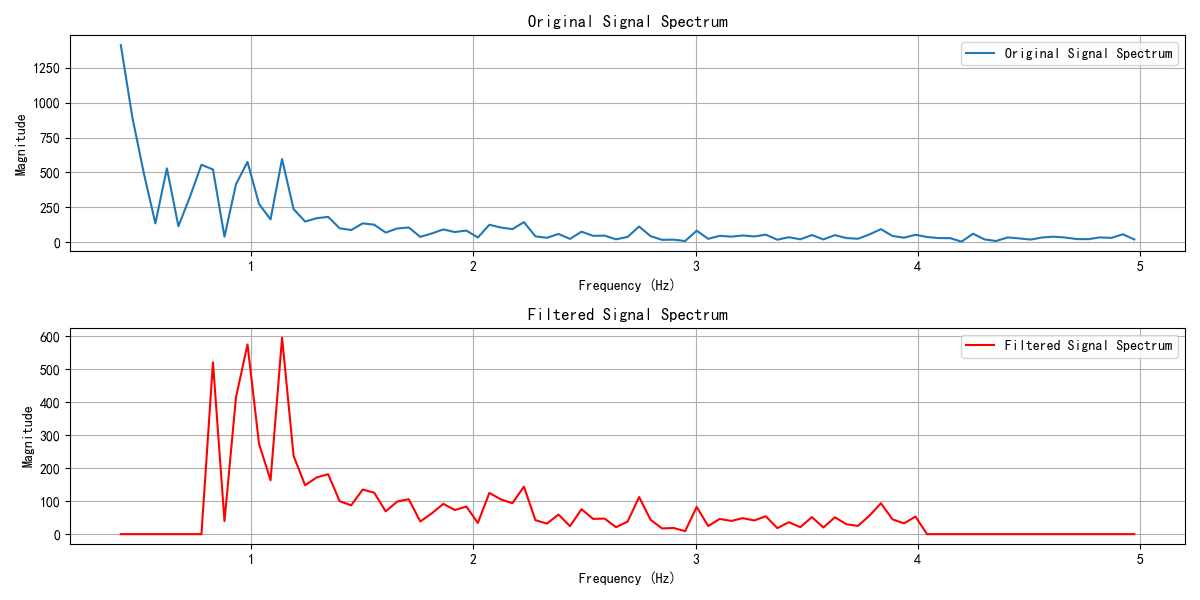 Original Signal Spectrum
Original Signal Spectrum
1250
1000
750
500
250
0
Magnitude
1 2 3 4 5
Frequency (Hz)
Filtered Signal Spectrum
Filtered Signal Spectrum
600
500
400
300
200
100
0
Magnitude
1 2 3 4 5
Frequency (Hz)